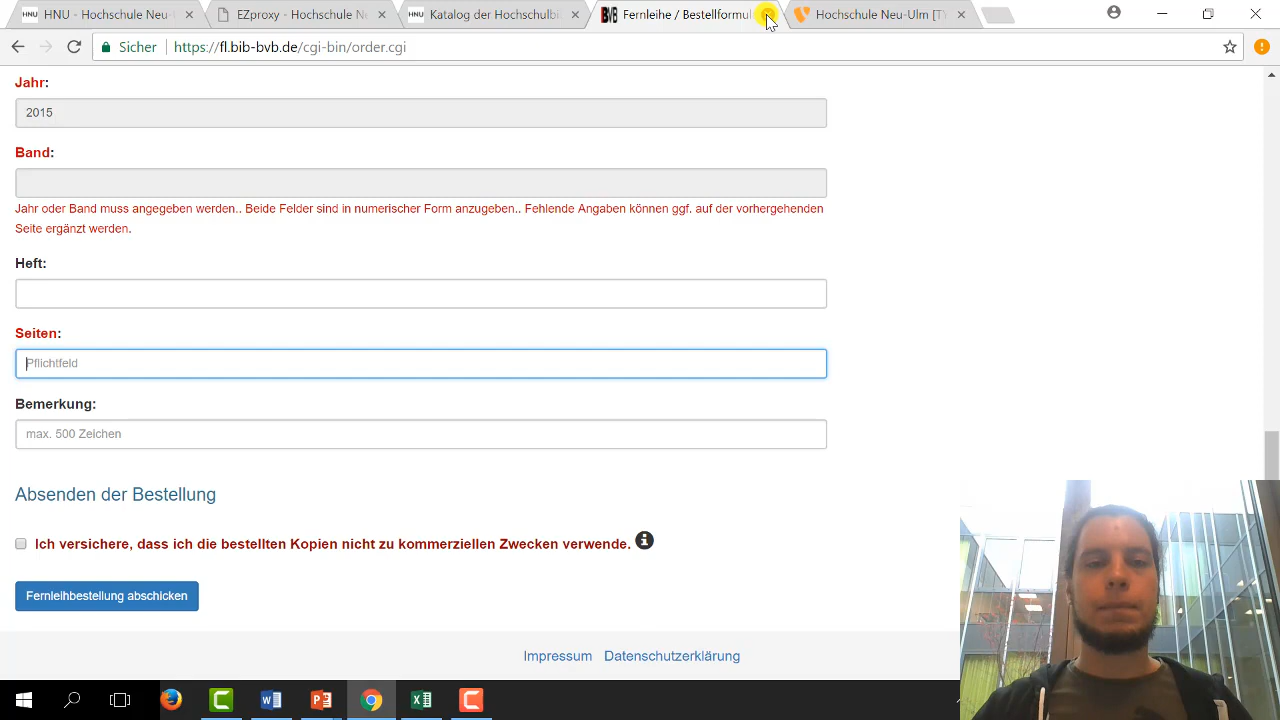 HNU - Hochschule Neu-
EZproxy - Hochschule Ne
Katalog der Hochschulbi
Fernleihe / Bestellformul
Hochschule Neu-Ulm [TY
Sicher
https://fl.bib-bvb.de/cgi-bin/order.cgi
Jahr:
2015
Band:
Jahr oder Band muss angegeben werden.. Beide Felder sind in numerischer Form anzugeben.. Fehlende Angaben können ggf. auf der vorhergehenden
Seite ergänzt werden.
Heft:
Seiten:
Pflichtfeld
Bemerkung:
max. 500 Zeichen
Absenden der Bestellung
Ich versichere, dass ich die bestellten Kopien nicht zu kommerziellen Zwecken verwende.
Fernleihbestellung abschicken
Impressum Datenschutzerklärung